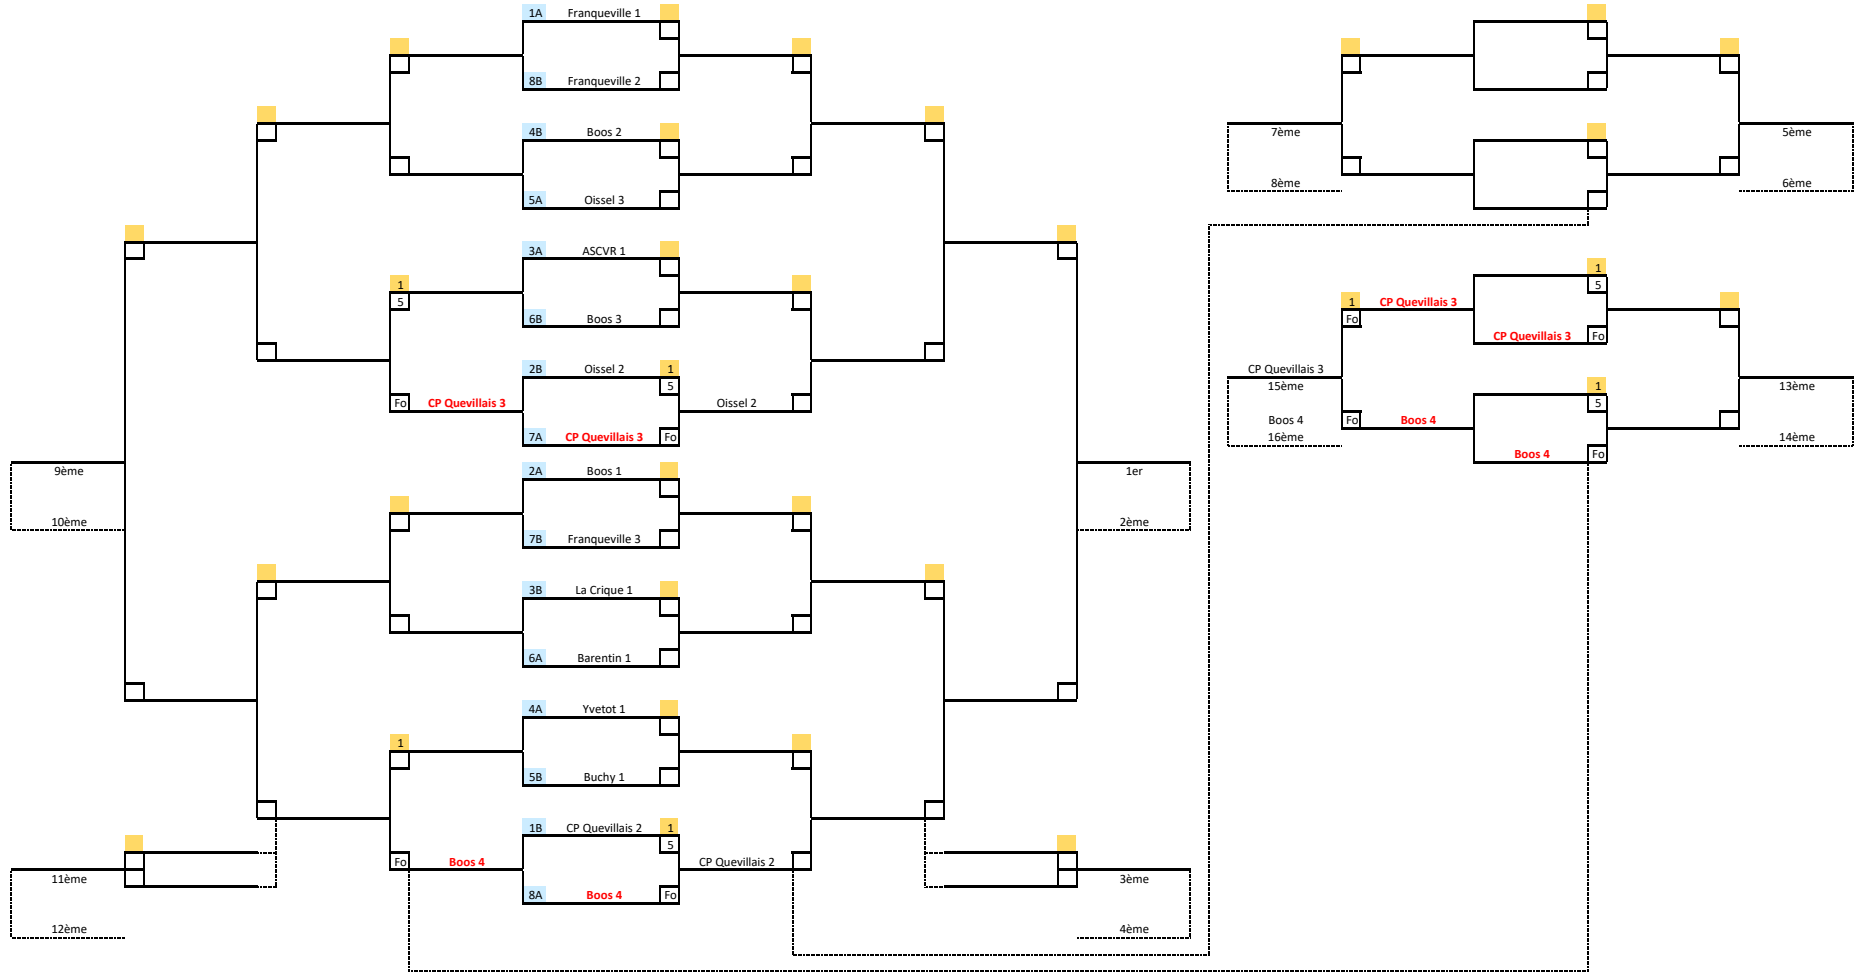 1A Franqueville 1
8B Franqueville 2
4B Boos 2
5A Oissel 3
3A ASCVR 1
6B Boos 3
1
5
2B Oissel 2 1
5
Fo CP Quevillais 3
Oissel 2
7A CP Quevillais 3 Fo
2A Boos 1
7B Franqueville 3
3B La Crique 1
6A Barentin 1
4A Yvetot 1
1
5B Buchy 1
1B CP Quevillais 2 1
5
Fo Boos 4
CP Quevillais 2
8A Boos 4 Fo
9ème
10ème
11ème
12ème
1er
2ème
3ème
4ème
7ème
8ème
5ème
6ème
1
5
1 CP Quevillais 3
Fo
CP Quevillais 3 Fo
CP Quevillais 3
15ème
13ème
1
5
Boos 4
Fo Boos 4
16ème
14ème
Boos 4 Fo